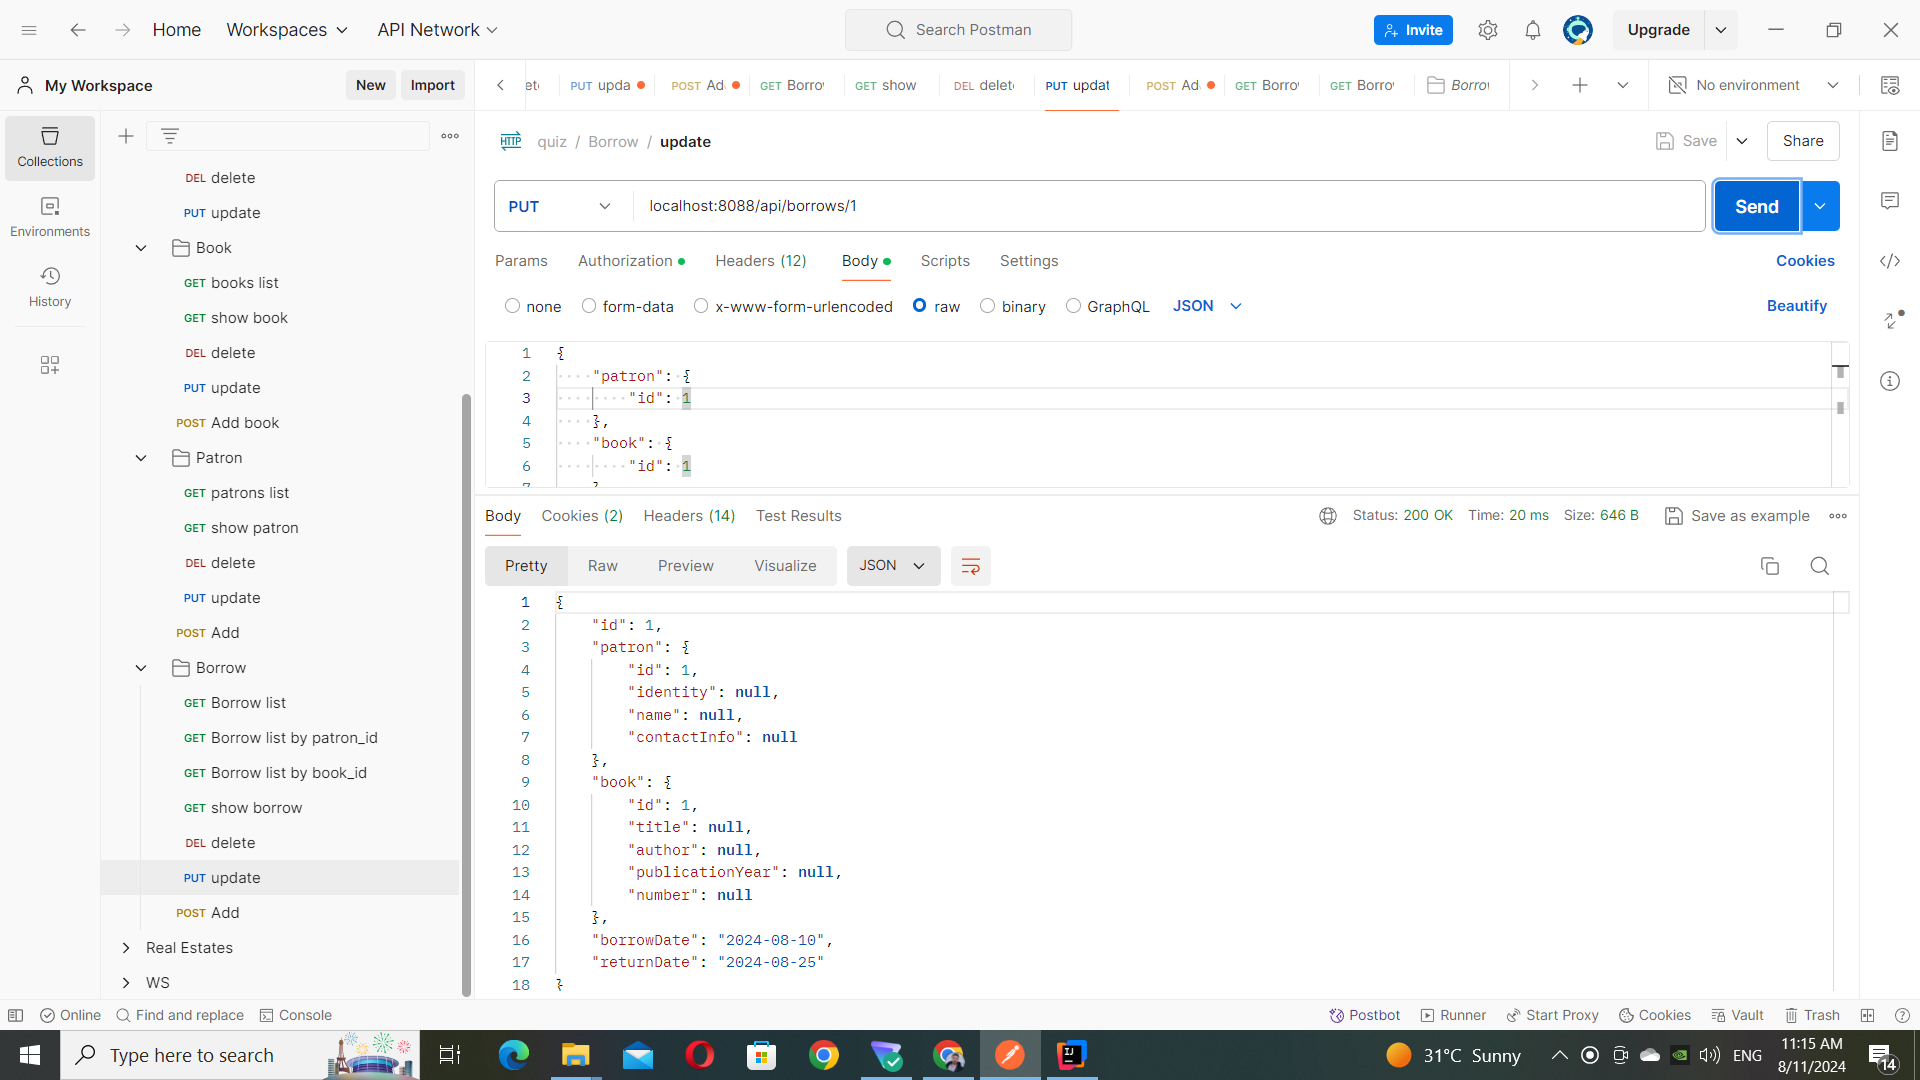 Home
Workspaces
API Network
Search Postman
Invite
Upgrade
My Workspace
New
Import
PUT upda
POST Ad
GET Borro
GET show
DEL delet
PUT updat
POST Ad
GET Borro
GET Borro
Borro
No environment
Collections
Environments
History
DEL delete
PUT update
Book
GET books list
GET show book
DEL delete
PUT update
POST Add book
Patron
GET patrons list
GET show patron
DEL delete
PUT update
POST Add
Borrow
GET Borrow list
GET Borrow list by patron_id
GET Borrow list by book_id
GET show borrow
DEL delete
PUT update
POST Add
Real Estates
WS
HTTP quiz / Borrow / update
Save
Share
PUT
localhost:8088/api/borrows/1
Send
Params
Authorization
Headers (12)
Body
Scripts
Settings
Cookies
none
form-data
x-www-form-urlencoded
raw
binary
GraphQL
JSON
Beautify
1 {
2 "patron": {
3 "id": 1
4 },
5 "book": {
6 "id": 1
Body
Cookies (2)
Headers (14)
Test Results
Status: 200 OK
Time: 20 ms
Size: 646 B
Save as example
Pretty
Raw
Preview
Visualize
JSON
1 {
2 "id": 1,
3 "patron": {
4 "id": 1,
5 "identity": null,
6 "name": null,
7 "contactInfo": null
8 },
9 "book": {
10 "id": 1,
11 "title": null,
12 "author": null,
13 "publicationYear": null,
14 "number": null
15 },
16 "borrowDate": "2024-08-10",
17 "returnDate": "2024-08-25"
18 }
Online
Find and replace
Console
Postbot
Runner
Start Proxy
Cookies
Vault
Trash
Type here to search
31°C Sunny
ENG
11:15 AM
8/11/2024
14